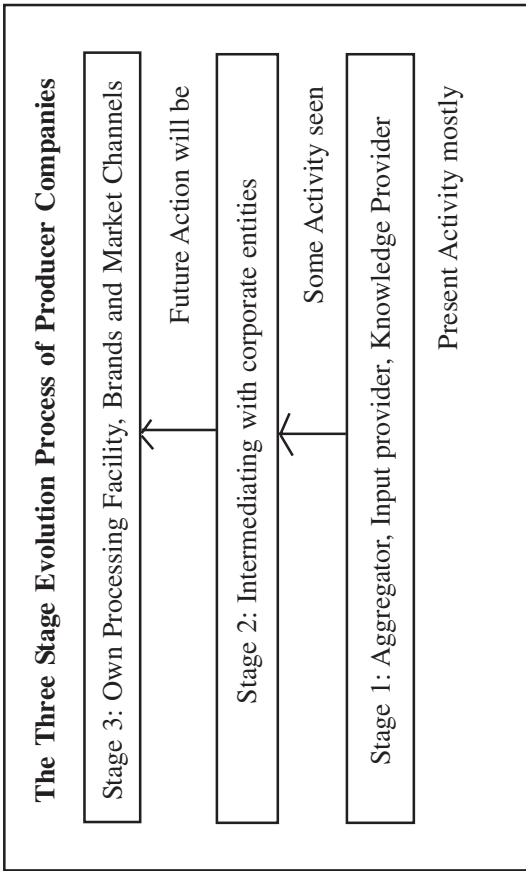 The Three Stage Evolution Process of Producer Companies
Stage 3: Own Processing Facility, Brands and Market Channels
Future Action will be
Stage 2: Intermediating with corporate entities
Some Activity seen
Stage 1: Aggregator, Input provider, Knowledge Provider
Present Activity mostly